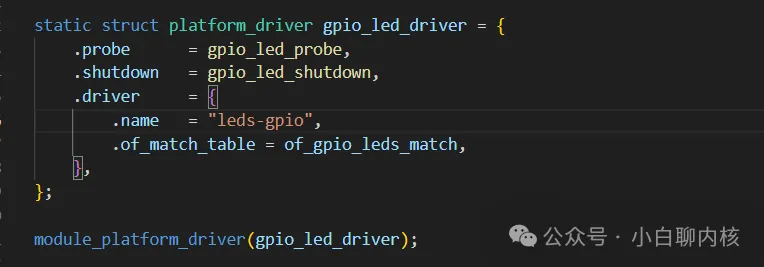 static struct platform_driver gpio_led_driver = {
    .probe      = gpio_led_probe,
    .shutdown   = gpio_led_shutdown,
    .driver     = {
        .name   = "leds-gpio",
        .of_match_table = of_gpio_leds_match,
    },
};
module_platform_driver(gpio_led_driver);
公众号 · 小白聊内核